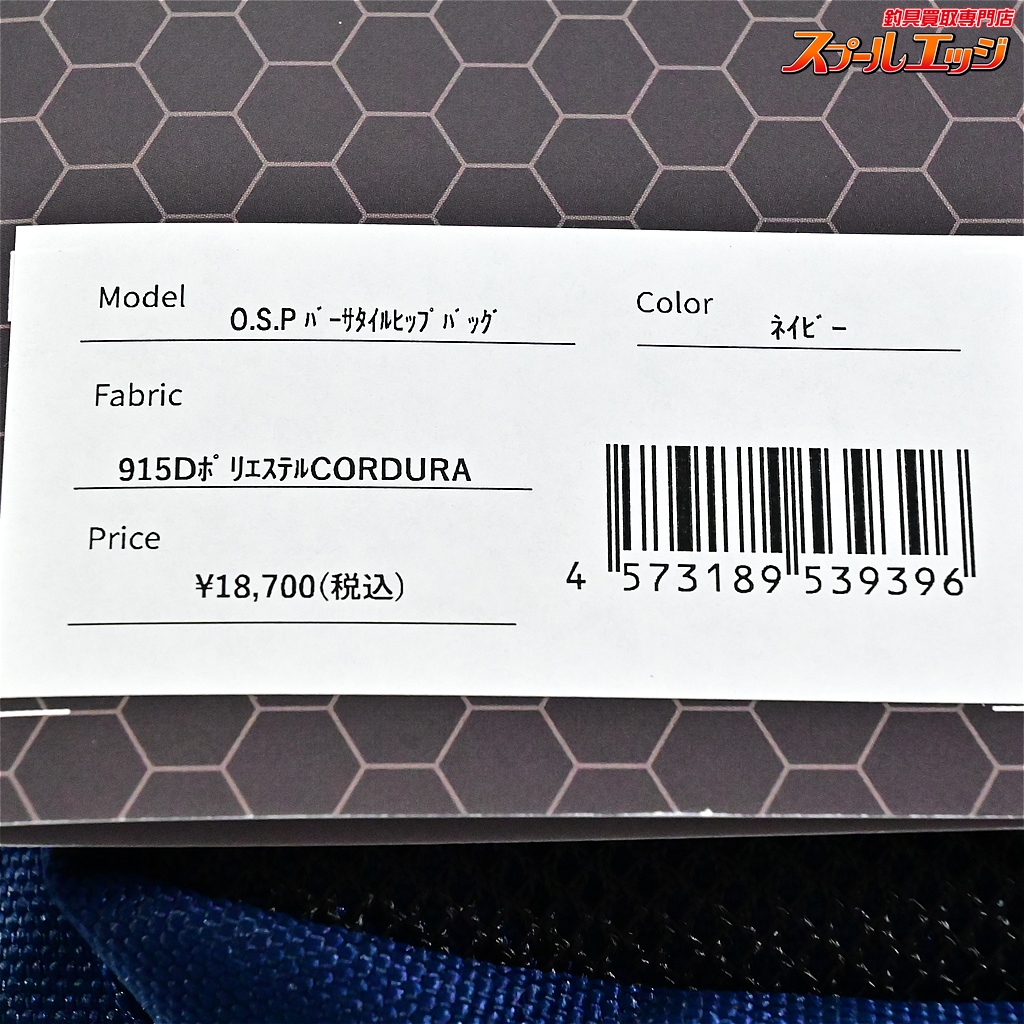 釣具買取専門店
スプールエッジ
Model
O.S.P ﾊﾞｰｻﾀｲﾙﾋｯﾌﾟﾊﾞｯｸﾞ
Color
ﾈｲﾋﾞｰ
Fabric
915DﾎﾟﾘｴｽﾃﾙCORDURA
Price
¥18,700(税込)
4 573189 539396